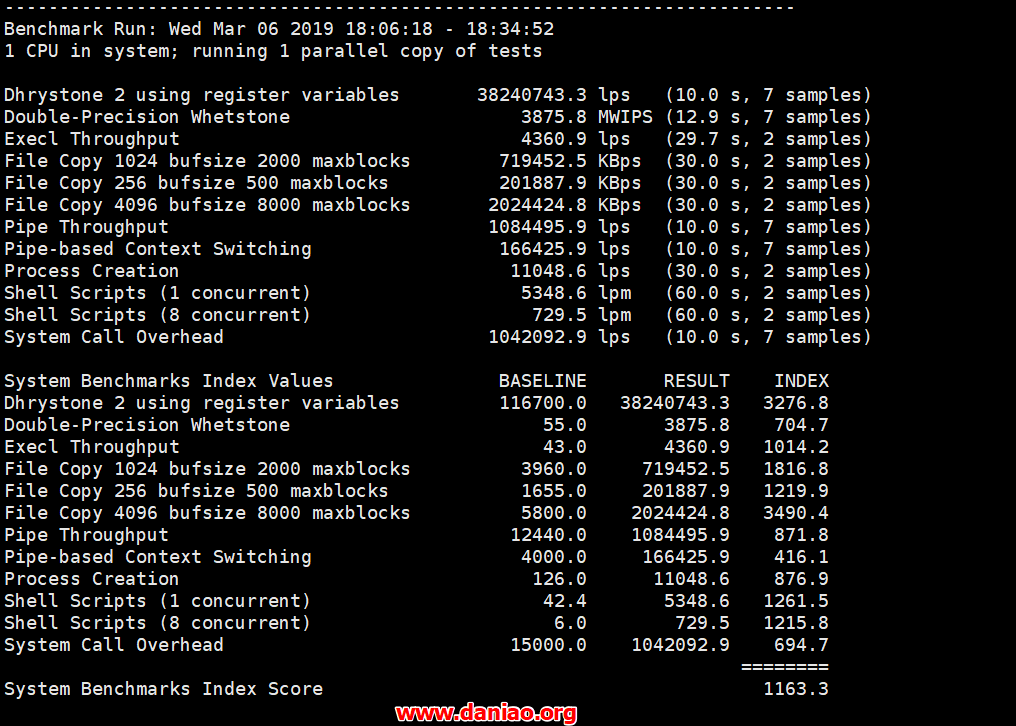 ------------------------------------------------------------------------
Benchmark Run: Wed Mar 06 2019 18:06:18 - 18:34:52
1 CPU in system; running 1 parallel copy of tests
Dhrystone 2 using register variables       38240743.3 lps   (10.0 s, 7 samples)
Double-Precision Whetstone                     3875.8 MWIPS (12.9 s, 7 samples)
Execl Throughput                               4360.9 lps   (29.7 s, 2 samples)
File Copy 1024 bufsize 2000 maxblocks        719452.5 KBps  (30.0 s, 2 samples)
File Copy 256 bufsize 500 maxblocks          201887.9 KBps  (30.0 s, 2 samples)
File Copy 4096 bufsize 8000 maxblocks       2024424.8 KBps  (30.0 s, 2 samples)
Pipe Throughput                             1084495.9 lps   (10.0 s, 7 samples)
Pipe-based Context Switching                 166425.9 lps   (10.0 s, 7 samples)
Process Creation                              11048.6 lps   (30.0 s, 2 samples)
Shell Scripts (1 concurrent)                   5348.6 lpm   (60.0 s, 2 samples)
Shell Scripts (8 concurrent)                    729.5 lpm   (60.0 s, 2 samples)
System Call Overhead                        1042092.9 lps   (10.0 s, 7 samples)
System Benchmarks Index Values               BASELINE       RESULT    INDEX
Dhrystone 2 using register variables         116700.0   38240743.3   3276.8
Double-Precision Whetstone                       55.0       3875.8    704.7
Execl Throughput                                 43.0       4360.9   1014.2
File Copy 1024 bufsize 2000 maxblocks          3960.0     719452.5   1816.8
File Copy 256 bufsize 500 maxblocks            1655.0     201887.9   1219.9
File Copy 4096 bufsize 8000 maxblocks          5800.0    2024424.8   3490.4
Pipe Throughput                               12440.0    1084495.9    871.8
Pipe-based Context Switching                   4000.0     166425.9    416.1
Process Creation                                126.0      11048.6    876.9
Shell Scripts (1 concurrent)                     42.4       5348.6   1261.5
Shell Scripts (8 concurrent)                      6.0        729.5   1215.8
System Call Overhead                          15000.0    1042092.9    694.7
                                                                   ========
System Benchmarks Index Score                                        1163.3
www.daniao.org